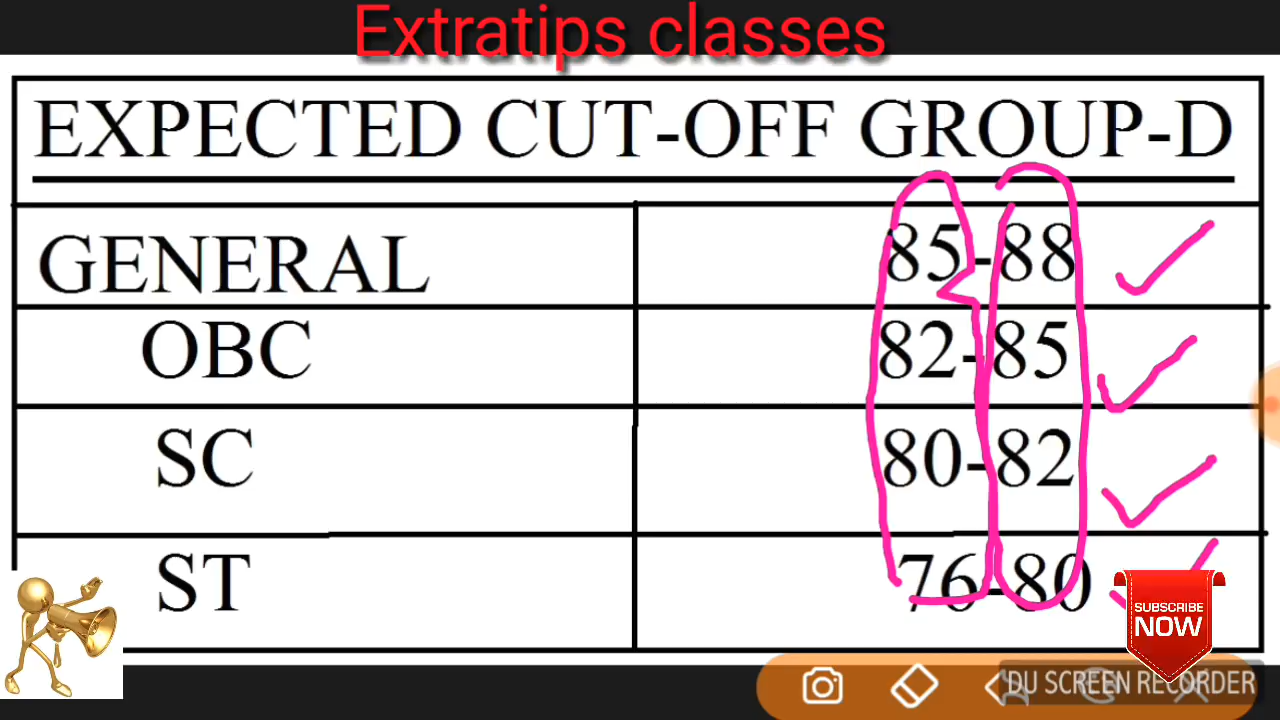 Extratips classes
EXPECTED CUT-OFF GROUP-D
GENERAL 85-88
OBC 82-85
SC 80-82
ST 76-80
SUBSCRIBE
NOW
DU SCREEN RECORDER